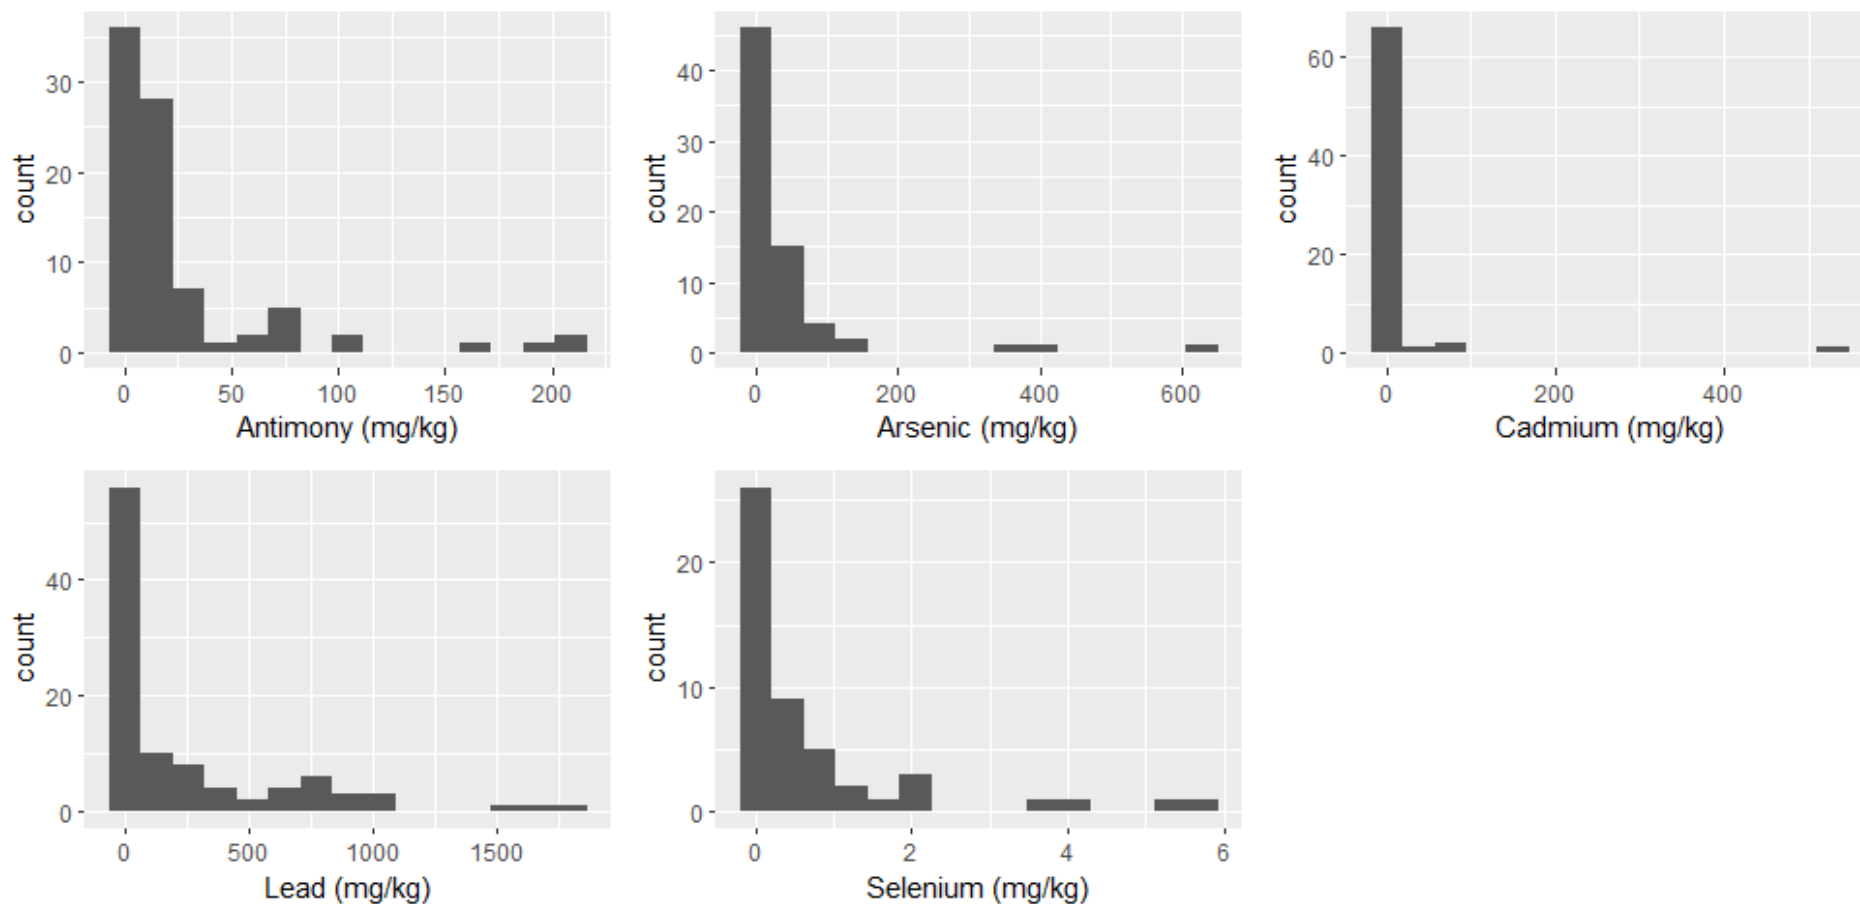 count
30
20
10
0
0 50 100 150 200
Antimony (mg/kg)
count
40
30
20
10
0
0 200 400 600
Arsenic (mg/kg)
count
60
40
20
0
0 200 400
Cadmium (mg/kg)
count
40
20
0
0 500 1000 1500
Lead (mg/kg)
count
20
10
0
0 2 4 6
Selenium (mg/kg)